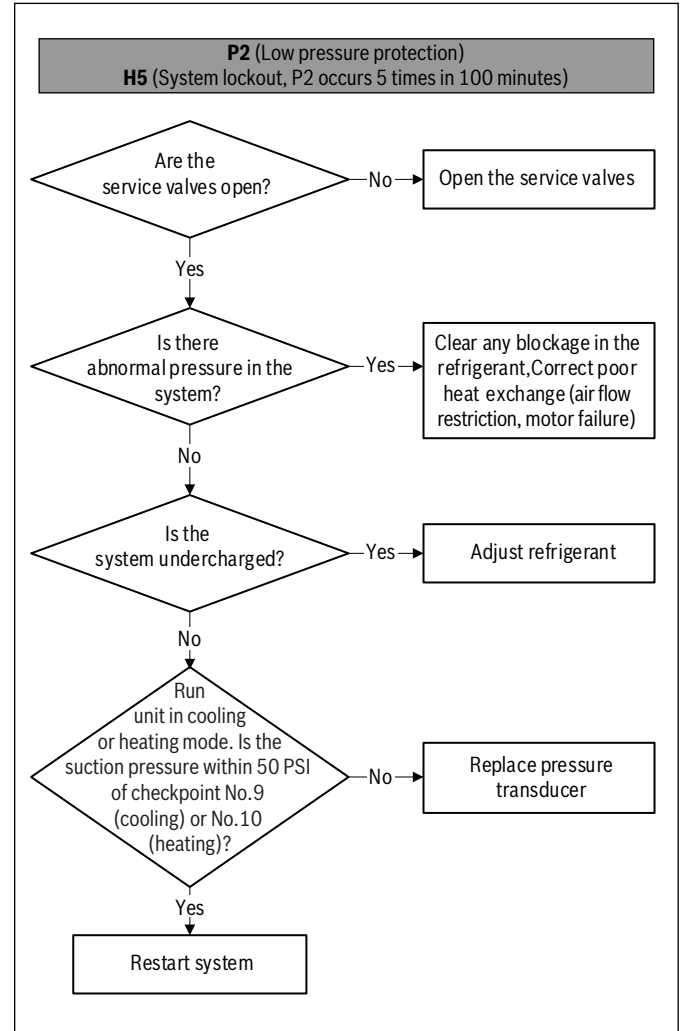 P2 (Low pressure protection)
H5 (System lockout, P2 occurs 5 times in 100 minutes)
Are the
service valves open?
No
Open the service valves
Yes
Is there
abnormal pressure in the
system?
Yes
Clear any blockage in the
refrigerant,Correct poor
heat exchange (air flow
restriction, motor failure)
No
Is the
system undercharged?
Yes
Adjust refrigerant
No
Run
unit in cooling
or heating mode. Is the
suction pressure within 50 PSI
of checkpoint No.9
(cooling) or No.10
(heating)?
No
Replace pressure
transducer
Yes
Restart system